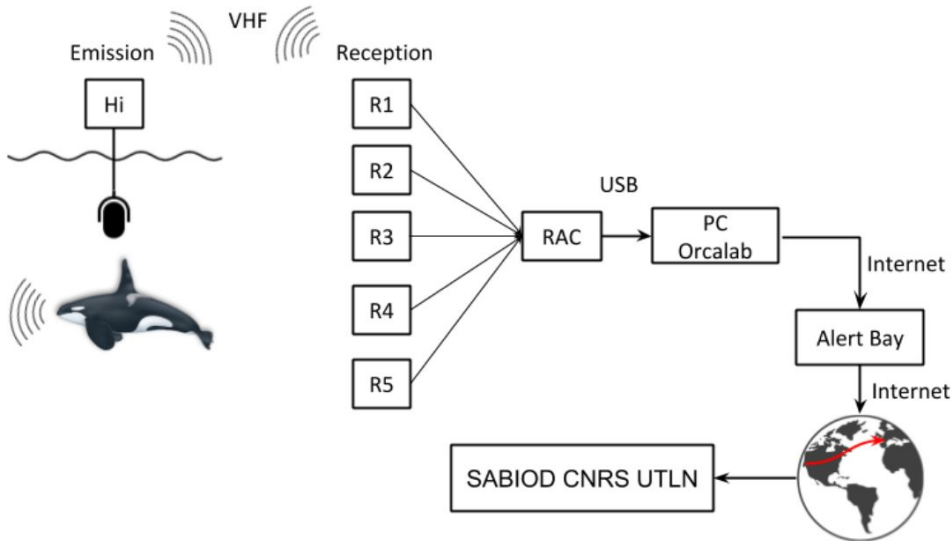 VHF
Emission
Reception
Hi
R1
R2
R3
R4
R5
RAC
USB
PC
Orcalab
Internet
Alert Bay
Internet
SABIOD CNRS UTLN